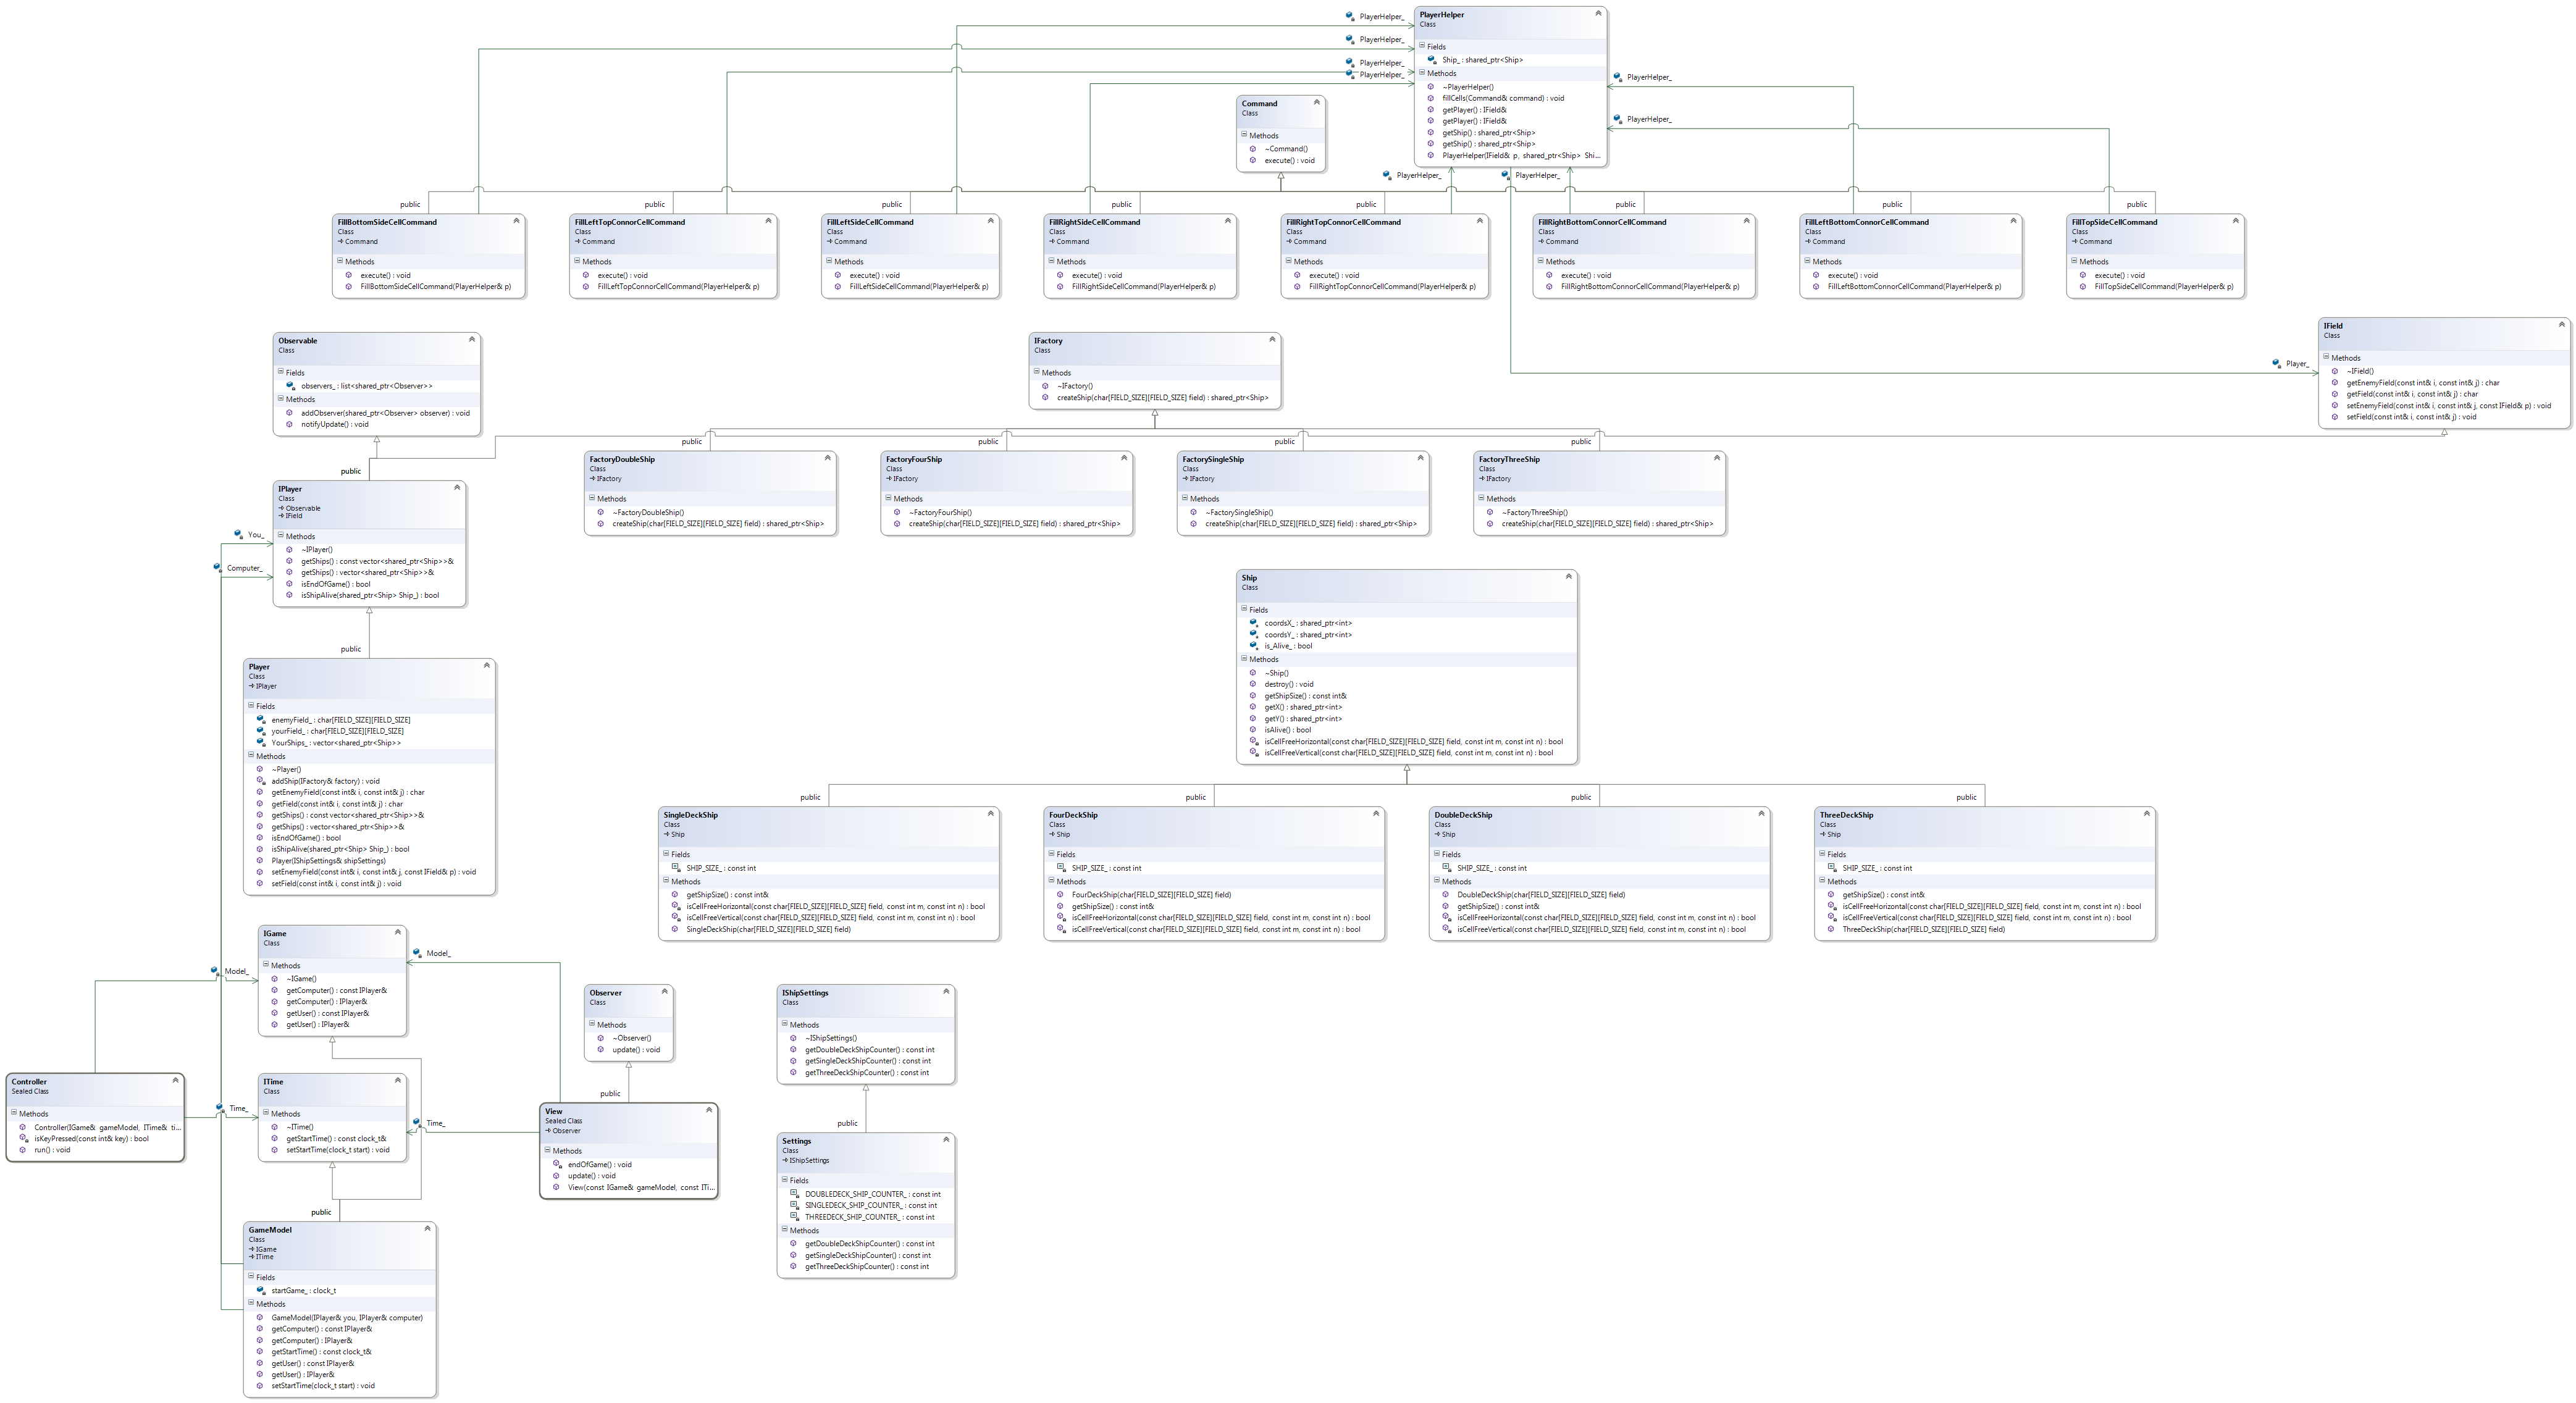 PlayerHelper_
PlayerHelper_
PlayerHelper_
PlayerHelper_
PlayerHelper
Class
Fields
Ship_ : shared_ptr<Ship>
Methods
~PlayerHelper()
fillCells(Command& command) : void
getPlayer() : IField&
getPlayer() : IField&
getShip() : shared_ptr<Ship>
getShip() : shared_ptr<Ship>
PlayerHelper(IField& p, shared_ptr<Ship> Shi...
PlayerHelper_
PlayerHelper_
Command
Class
Methods
~Command()
execute() : void
PlayerHelper_
PlayerHelper_
public
FillBottomSideCellCommand
Class
Command
Methods
execute() : void
FillBottomSideCellCommand(PlayerHelper& p)
public
FillLeftTopConnorCellCommand
Class
Command
Methods
execute() : void
FillLeftTopConnorCellCommand(PlayerHelper& p)
public
FillLeftSideCellCommand
Class
Command
Methods
execute() : void
FillLeftSideCellCommand(PlayerHelper& p)
public
FillRightSideCellCommand
Class
Command
Methods
execute() : void
FillRightSideCellCommand(PlayerHelper& p)
public
FillRightTopConnorCellCommand
Class
Command
Methods
execute() : void
FillRightTopConnorCellCommand(PlayerHelper& p)
public
FillRightBottomConnorCellCommand
Class
Command
Methods
execute() : void
FillRightBottomConnorCellCommand(PlayerHelper& p)
public
FillLeftBottomConnorCellCommand
Class
Command
Methods
execute() : void
FillLeftBottomConnorCellCommand(PlayerHelper& p)
public
FillTopSideCellCommand
Class
Command
Methods
execute() : void
FillTopSideCellCommand(PlayerHelper& p)
Observable
Class
Fields
observers_ : list<shared_ptr<Observer>>
Methods
addObserver(shared_ptr<Observer> observer) : void
notifyUpdate() : void
IFactory
Class
Methods
~IFactory()
createShip(char[FIELD_SIZE][FIELD_SIZE] field) : shared_ptr<Ship>
Player_
IField
Class
Methods
~IField()
getEnemyField(const int& i, const int& j) : char
getField(const int& i, const int& j) : char
setEnemyField(const int& i, const int& j, const IField& p) : void
setField(const int& i, const int& j) : void
public
FactoryDoubleShip
Class
IFactory
Methods
~FactoryDoubleShip()
createShip(char[FIELD_SIZE][FIELD_SIZE] field) : shared_ptr<Ship>
public
FactoryFourShip
Class
IFactory
Methods
~FactoryFourShip()
createShip(char[FIELD_SIZE][FIELD_SIZE] field) : shared_ptr<Ship>
public
FactorySingleShip
Class
IFactory
Methods
~FactorySingleShip()
createShip(char[FIELD_SIZE][FIELD_SIZE] field) : shared_ptr<Ship>
public
FactoryThreeShip
Class
IFactory
Methods
~FactoryThreeShip()
createShip(char[FIELD_SIZE][FIELD_SIZE] field) : shared_ptr<Ship>
public
IPlayer
Class
Observable
IField
Methods
~IPlayer()
getShips() : const vector<shared_ptr<Ship>>&
getShips() : vector<shared_ptr<Ship>>&
isEndOfGame() : bool
isShipAlive(shared_ptr<Ship> Ship_) : bool
You_
Computer_
public
Player
Class
IPlayer
Fields
enemyField_ : char[FIELD_SIZE][FIELD_SIZE]
yourField_ : char[FIELD_SIZE][FIELD_SIZE]
YourShips_ : vector<shared_ptr<Ship>>
Methods
~Player()
addShip(IFactory& factory) : void
getEnemyField(const int& i, const int& j) : char
getField(const int& i, const int& j) : char
getShips() : const vector<shared_ptr<Ship>>&
getShips() : vector<shared_ptr<Ship>>&
isEndOfGame() : bool
isShipAlive(shared_ptr<Ship> Ship_) : bool
Player(IShipSettings& shipSettings)
setEnemyField(const int& i, const int& j, const IField& p) : void
setField(const int& i, const int& j) : void
Ship
Class
Fields
coordsX_ : shared_ptr<int>
coordsY_ : shared_ptr<int>
is_Alive_ : bool
Methods
~Ship()
destroy() : void
getShipSize() : const int&
getX() : shared_ptr<int>
getY() : shared_ptr<int>
isAlive() : bool
isCellFreeHorizontal(const char[FIELD_SIZE][FIELD_SIZE] field, const int m, const int n) : bool
isCellFreeVertical(const char[FIELD_SIZE][FIELD_SIZE] field, const int m, const int n) : bool
public
SingleDeckShip
Class
Ship
Fields
SHIP_SIZE_ : const int
Methods
getShipSize() : const int&
isCellFreeHorizontal(const char[FIELD_SIZE][FIELD_SIZE] field, const int m, const int n) : bool
isCellFreeVertical(const char[FIELD_SIZE][FIELD_SIZE] field, const int m, const int n) : bool
SingleDeckShip(char[FIELD_SIZE][FIELD_SIZE] field)
public
FourDeckShip
Class
Ship
Fields
SHIP_SIZE_ : const int
Methods
FourDeckShip(char[FIELD_SIZE][FIELD_SIZE] field)
getShipSize() : const int&
isCellFreeHorizontal(const char[FIELD_SIZE][FIELD_SIZE] field, const int m, const int n) : bool
isCellFreeVertical(const char[FIELD_SIZE][FIELD_SIZE] field, const int m, const int n) : bool
public
DoubleDeckShip
Class
Ship
Fields
SHIP_SIZE_ : const int
Methods
DoubleDeckShip(char[FIELD_SIZE][FIELD_SIZE] field)
getShipSize() : const int&
isCellFreeHorizontal(const char[FIELD_SIZE][FIELD_SIZE] field, const int m, const int n) : bool
isCellFreeVertical(const char[FIELD_SIZE][FIELD_SIZE] field, const int m, const int n) : bool
public
ThreeDeckShip
Class
Ship
Fields
SHIP_SIZE_ : const int
Methods
getShipSize() : const int&
isCellFreeHorizontal(const char[FIELD_SIZE][FIELD_SIZE] field, const int m, const int n) : bool
isCellFreeVertical(const char[FIELD_SIZE][FIELD_SIZE] field, const int m, const int n) : bool
ThreeDeckShip(char[FIELD_SIZE][FIELD_SIZE] field)
IGame
Class
Methods
~IGame()
getComputer() : const IPlayer&
getComputer() : IPlayer&
getUser() : const IPlayer&
getUser() : IPlayer&
Model_
Model_
Observer
Class
Methods
~Observer()
update() : void
IShipSettings
Class
Methods
~IShipSettings()
getDoubleDeckShipCounter() : const int
getSingleDeckShipCounter() : const int
getThreeDeckShipCounter() : const int
Controller
Sealed Class
Methods
Controller(IGame& gameModel, ITime& ti...
isKeyPressed(const int& key) : bool
run() : void
Time_
ITime
Class
Methods
~ITime()
getStartTime() : const clock_t&
setStartTime(clock_t start) : void
Time_
public
View
Sealed Class
Observer
Methods
endOfGame() : void
update() : void
View(const IGame& gameModel, const ITi...
public
Settings
Class
IShipSettings
Fields
DOUBLEDECK_SHIP_COUNTER_ : const int
SINGLEDECK_SHIP_COUNTER_ : const int
THREEDECK_SHIP_COUNTER_ : const int
Methods
getDoubleDeckShipCounter() : const int
getSingleDeckShipCounter() : const int
getThreeDeckShipCounter() : const int
public
GameModel
Class
IGame
ITime
Fields
startGame_ : clock_t
Methods
GameModel(IPlayer& you, IPlayer& computer)
getComputer() : const IPlayer&
getComputer() : IPlayer&
getStartTime() : const clock_t&
getUser() : const IPlayer&
getUser() : IPlayer&
setStartTime(clock_t start) : void